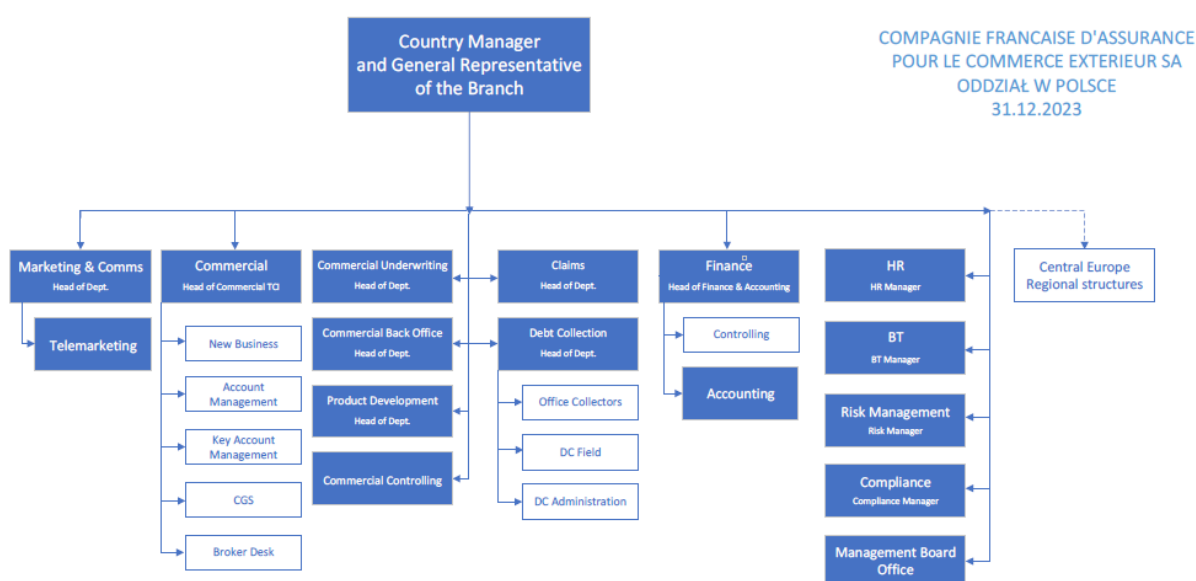 Country Manager
and General Representative
of the Branch
COMPAGNIE FRANCAISE D'ASSURANCE
POUR LE COMMERCE EXTERIEUR SA
ODDZIAŁ W POLSCE
31.12.2023
Marketing & Comms
Head of Dept.
Telemarketing
Commercial
Head of Commercial TCI
New Business
Account
Management
Key Account
Management
CGS
Broker Desk
Commercial Underwriting
Head of Dept.
Commercial Back Office
Head of Dept.
Product Development
Head of Dept.
Commercial Controlling
Claims
Head of Dept.
Debt Collection
Head of Dept.
Office Collectors
DC Field
DC Administration
Finance
Head of Finance & Accounting
Controlling
Accounting
HR
HR Manager
BT
BT Manager
Risk Management
Risk Manager
Compliance
Compliance Manager
Management Board
Office
Central Europe
Regional structures